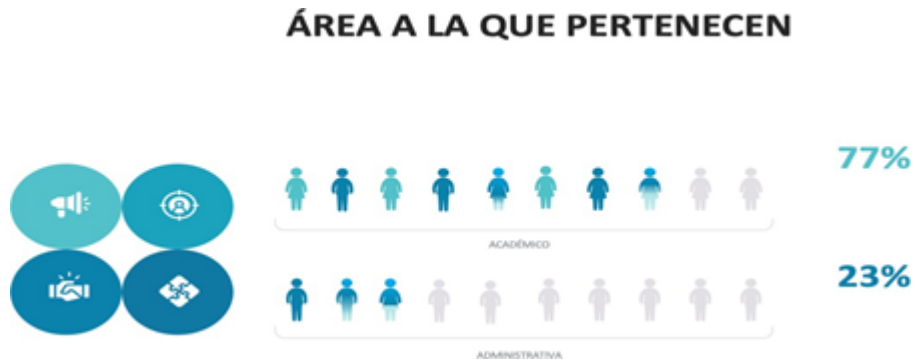 ÁREA A LA QUE PERTENECEN
77%
ACADÉMICO
23%
ADMINISTRATIVA